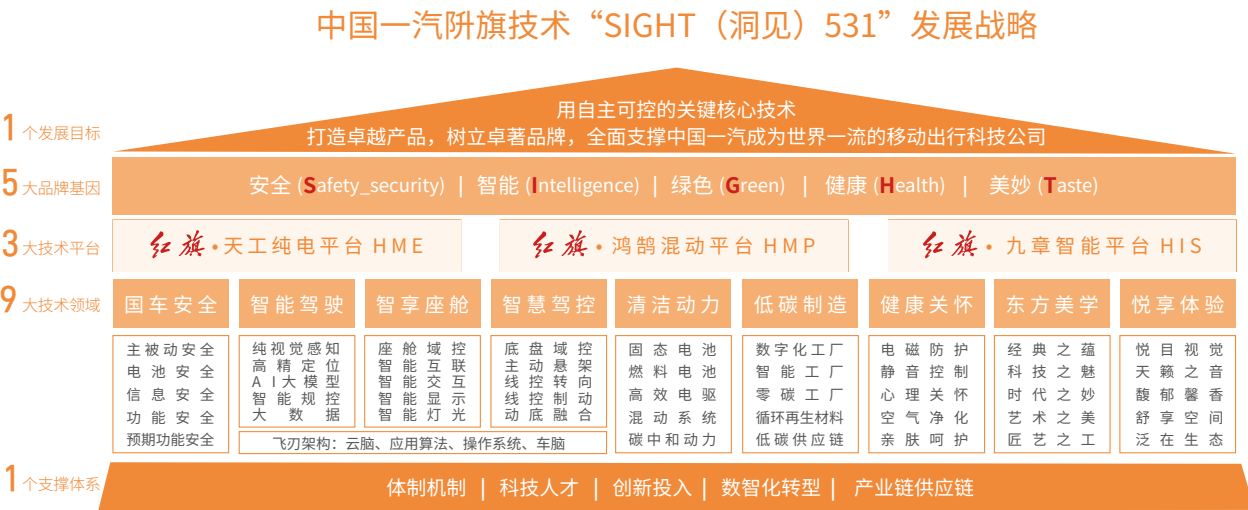 中国一汽阩旗技术“SIGHT（洞见）531”发展战略
用自主可控的关键核心技术
1个发展目标
打造卓越产品，树立卓著品牌，全面支撑中国一汽成为世界一流的移动出行科技公司
5大品牌基因
安全 (Safety_security) | 智能 (Intelligence) | 绿色 (Green) | 健康 (Health) | 美妙 (Taste)
3大技术平台
红旗·天工纯电平台 HME
红旗·鸿鹄混动平台 HMP
红旗·九章智能平台 HIS
9大技术领域
国车安全
智能驾驶
智享座舱
智慧驾控
清洁动力
低碳制造
健康关怀
东方美学
悦享体验
主被动安全
电池安全
信息安全
功能安全
预期功能安全
纯视觉感知
高精定位
AI大模型
智能规控
大数据
座舱域控
智能互联
智能交互
智能显示
智能灯光
底盘域控
主动悬架
线控转向
线控制动
动底融合
飞刃架构：云脑、应用算法、操作系统、车脑
固态电池
燃料电池
高效电驱
混动系统
碳中和动力
数字化工厂
智能工厂
零碳工厂
循环再生材料
低碳供应链
电磁防护
静音控制
心理关怀
空气净化
亲肤呵护
经典之蕴
科技之魅
时代之妙
艺术之美
匠艺之工
悦目视觉
天籁之音
馥郁馨香
舒享空间
泛在生态
1个支撑体系
体制机制 | 科技人才 | 创新投入 | 数智化转型 | 产业链供应链